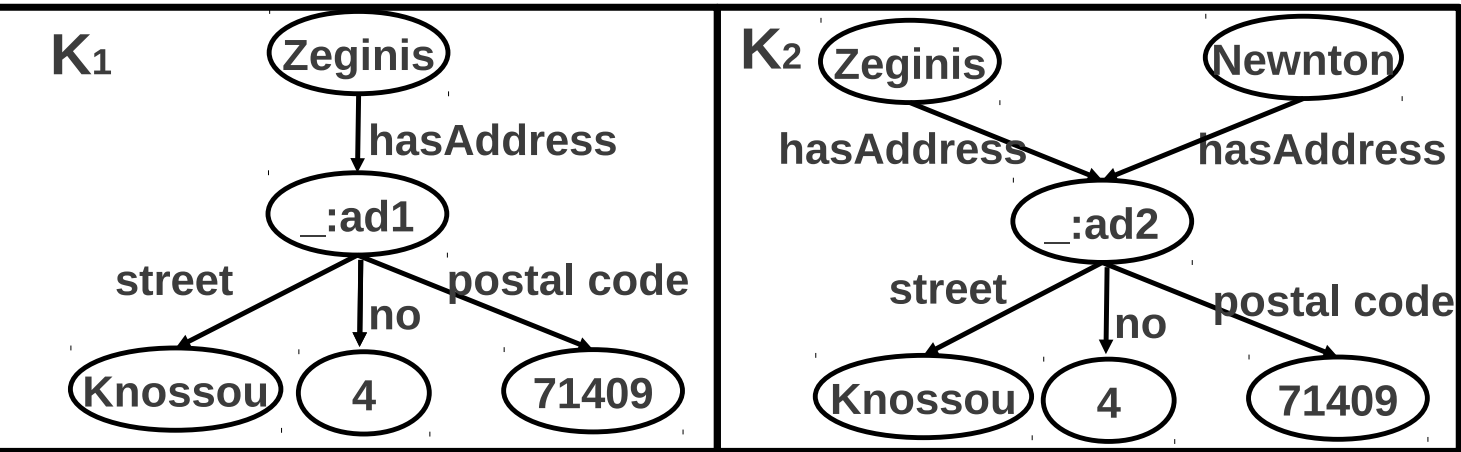 K1
Zeginis
hasAddress
_:ad1
street
no
postal code
Knossou
4
71409
K2
Zeginis
Newnton
hasAddress
hasAddress
_:ad2
street
no
postal code
Knossou
4
71409